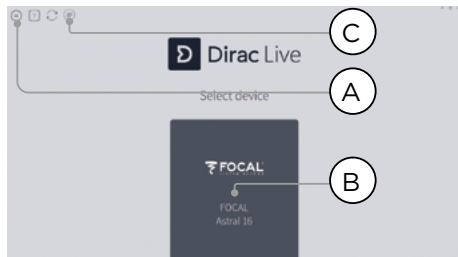 C
Dirac Live
A
Select device
FOCAL
B
FOCAL
Astral 16